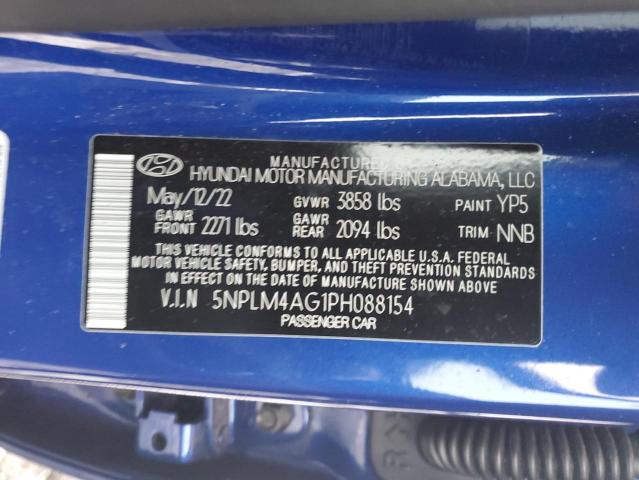 MANUFACTURED BY
HYUNDAI MOTOR MANUFACTURING ALABAMA, LLC
May/12/22 GVWR 3858 lbs PAINT YP5
GAWR FRONT 2271 lbs GAWR REAR 2094 lbs TRIM NNB
THIS VEHICLE CONFORMS TO ALL APPLICABLE U.S.A. FEDERAL
MOTOR VEHICLE SAFETY, BUMPER, AND THEFT PREVENTION STANDARDS
IN EFFECT ON THE DATE OF MANUFACTURE SHOWN ABOVE.
V.I.N 5NPLM4AG1PH088154
PASSENGER CAR